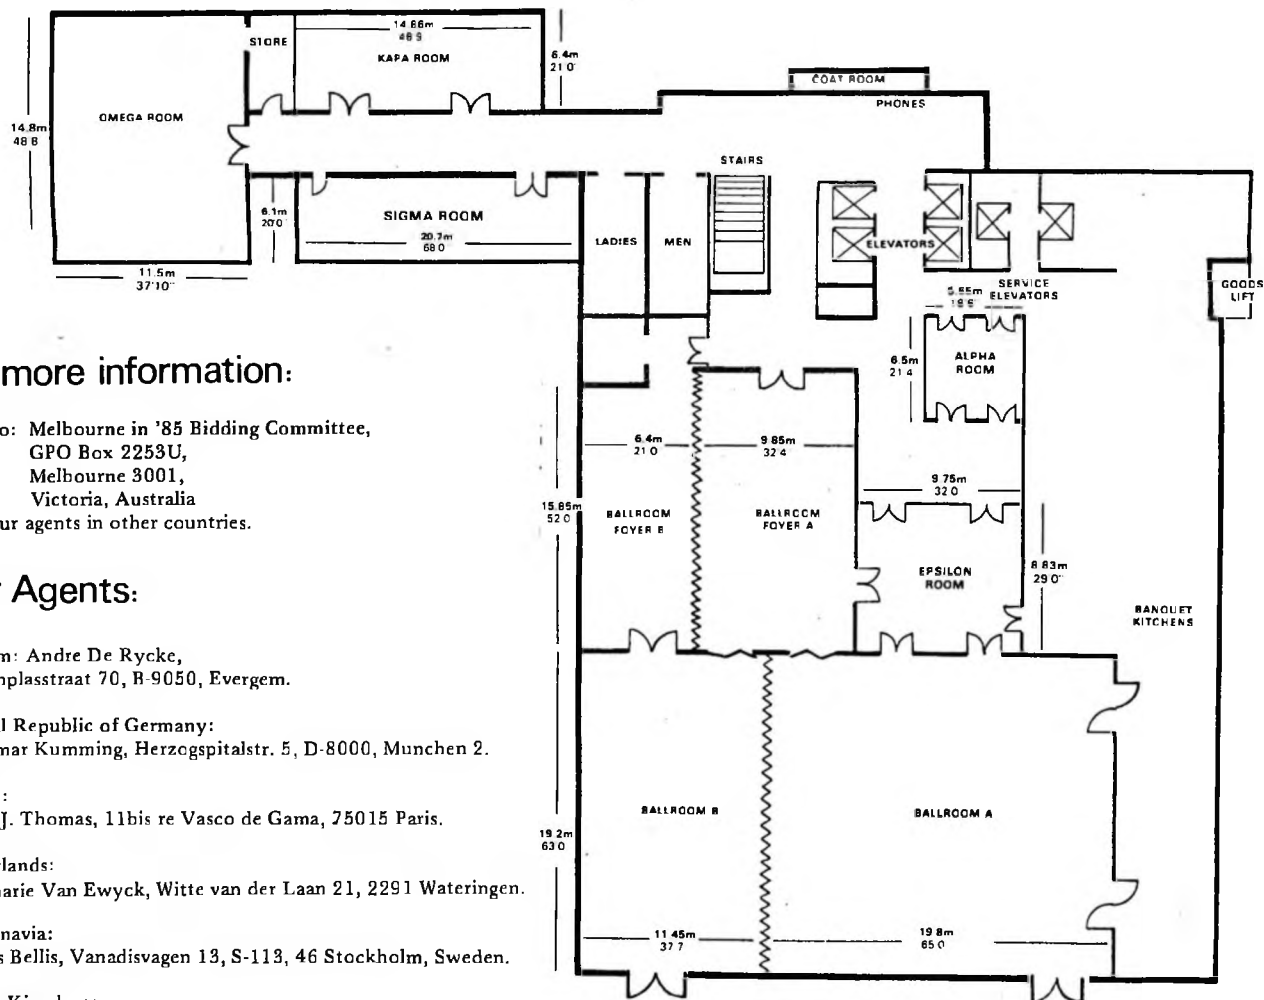 STORE
14.86m
48 9
KAPA ROOM
6.4m
21 0"
COAT ROOM
PHONES
OMEGA ROOM
14.8m
48 8
STAIRS
6.1m
20'0
SIGMA ROOM
20.7m
68 0
LADIES
MEN
ELEVATORS
11.5m
37'10"
SERVICE
ELEVATORS
GOODS
LIFT
ALPHA
ROOM
6.5m
21 4
more information:
o: Melbourne in '85 Bidding Committee,
GPO Box 2253U,
Melbourne 3001,
Victoria, Australia
ur agents in other countries.
6.4m
21 0
9.85m
32 4
9.75m
32 0
15.85m
52 0
BALLROOM
FOYER B
BALLROOM
FOYER A
EPSILON
ROOM
8 83m
29 0"
BANQUET
KITCHENS
Agents:
m: Andre De Rycke,
nplasstraat 70, B-9050, Evergem.
l Republic of Germany:
mar Kumming, Herzogspitalstr. 5, D-8000, Munchen 2.
:
J. Thomas, 11bis re Vasco de Gama, 75015 Paris.
rlands:
narie Van Ewyck, Witte van der Laan 21, 2291 Wateringen.
navia:
s Bellis, Vanadisvagen 13, S-113, 46 Stockholm, Sweden.
BALLROOM B
BALLROOM A
19 2m
63 0
11 45m
37 7
19 8m
65 0